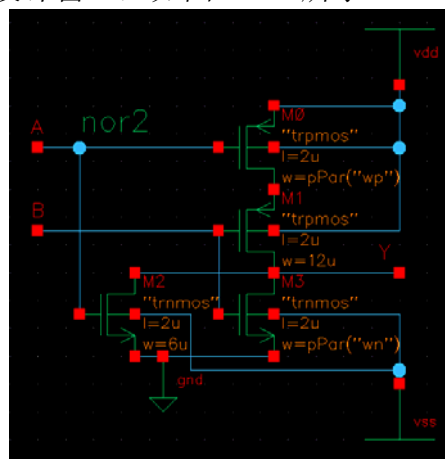 vdd
A
nor2
M0
"trpmos"
l=2u
w=pPar("wp")
M1
B
"trpmos"
l=2u
w=12u
Y
M2
M3
"trnmos"
"trnmos"
l=2u
l=2u
w=6u
w=pPar("wn")
gnd
vss